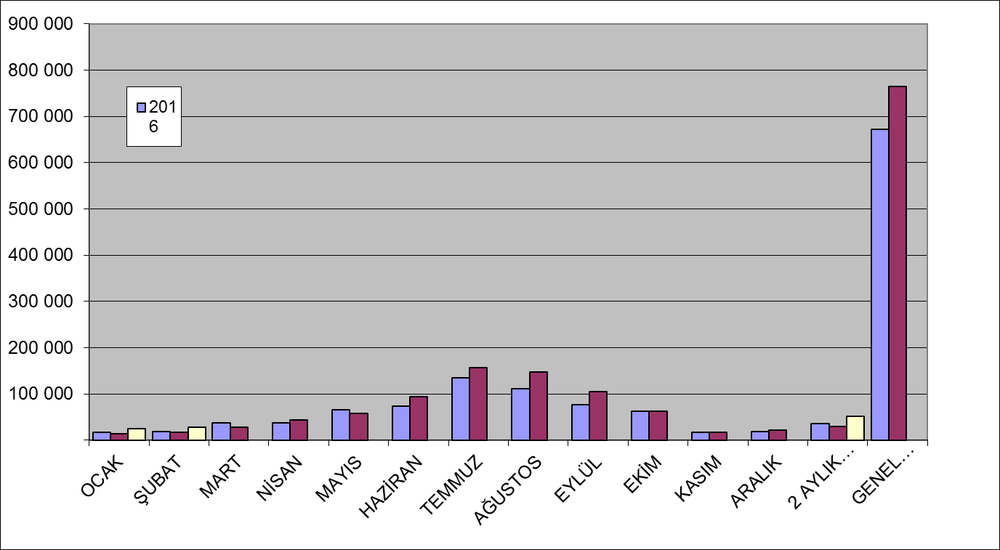 900 000
800 000
700 000
600 000
500 000
400 000
300 000
200 000
100 000
201
6
OCAK
ŞUBAT
MART
NİSAN
MAYIS
HAZİRAN
TEMMUZ
AĞUSTOS
EYLÜL
EKİM
KASIM
ARALIK
2 AYLIK…
GENEL…